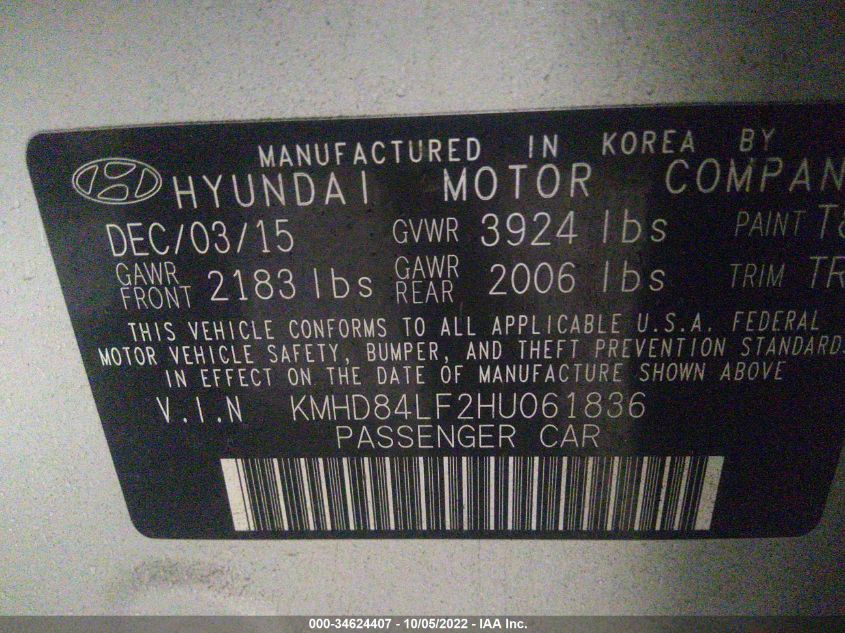 MANUFACTURED IN KOREA BY
HYUNDAI MOTOR COMPAN
DEC/03/15 GVWR 3924 lbs PAINT
GAWR FRONT 2183 lbs GAWR REAR 2006 lbs TRIM TR
THIS VEHICLE CONFORMS TO ALL APPLICABLE U.S.A. FEDERAL
MOTOR VEHICLE SAFETY, BUMPER, AND THEFT PREVENTION STANDARDS
IN EFFECT ON THE DATE OF MANUFACTURE SHOWN ABOVE
V.I.N KMHD84LF2HU061836
PASSENGER CAR
000-34624407 - 10/05/2022 - IAA Inc.